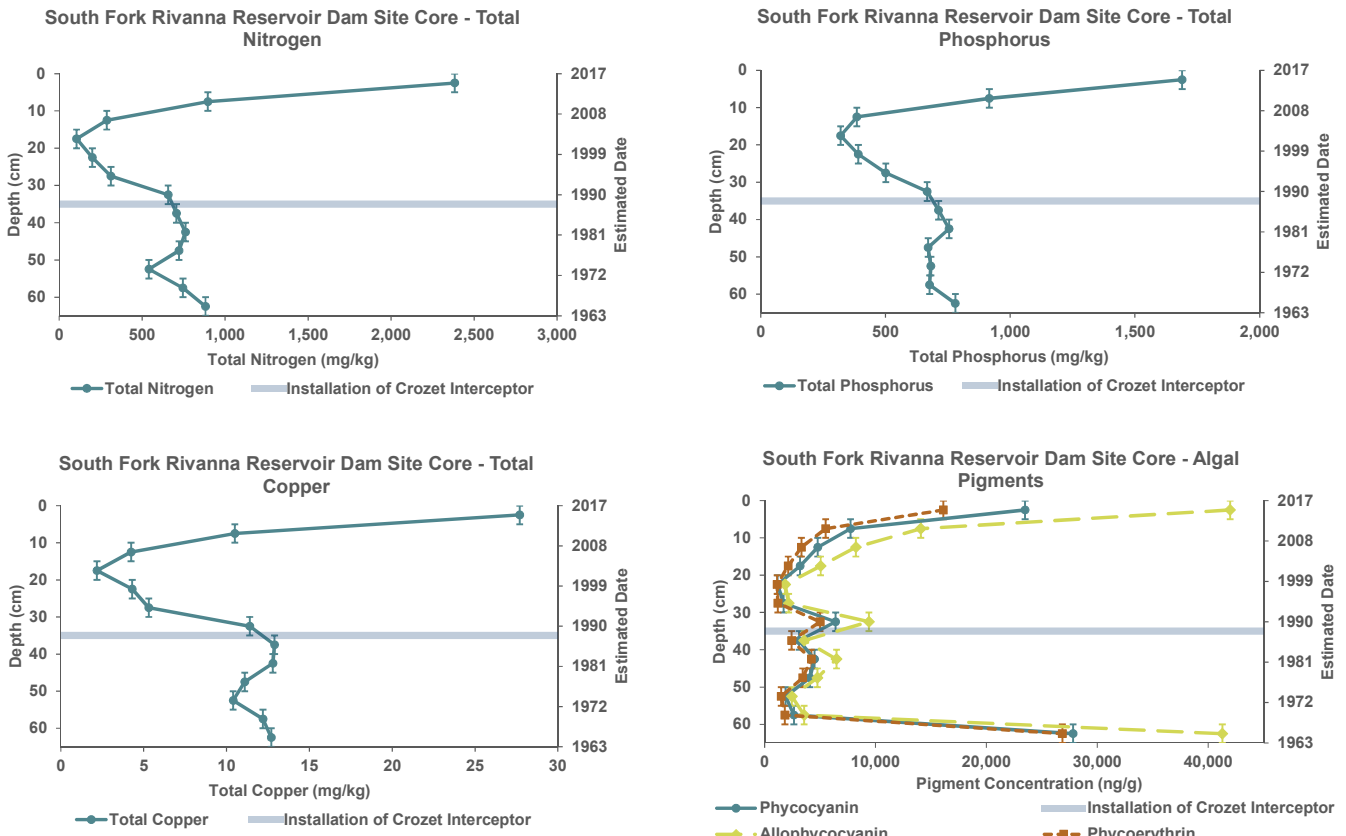 South Fork Rivanna Reservoir Dam Site Core - Total
Nitrogen
0
10
20
30
40
50
60
Depth (cm)
2017
2008
1999
1990
1981
1972
1963
Estimated Date
0
500
1,000
1,500
2,000
2,500
3,000
Total Nitrogen (mg/kg)
Total Nitrogen
Installation of Crozet Interceptor
South Fork Rivanna Reservoir Dam Site Core - Total
Phosphorus
0
10
20
30
40
50
60
Depth (cm)
2017
2008
1999
1990
1981
1972
1963
Estimated Date
0
500
1,000
1,500
2,000
Total Phosphorus (mg/kg)
Total Phosphorus
Installation of Crozet Interceptor
South Fork Rivanna Reservoir Dam Site Core - Total
Copper
0
10
20
30
40
50
60
Depth (cm)
2017
2008
1999
1990
1981
1972
1963
Estimated Date
0
5
10
15
20
25
30
Total Copper (mg/kg)
Total Copper
Installation of Crozet Interceptor
South Fork Rivanna Reservoir Dam Site Core - Algal
Pigments
0
10
20
30
40
50
60
Depth (cm)
2017
2008
1999
1990
1981
1972
1963
Estimated Date
0
10,000
20,000
30,000
40,000
Pigment Concentration (ng/g)
Phycocyanin
Installation of Crozet Interceptor
Allophycocyanin
Phycoerythrin